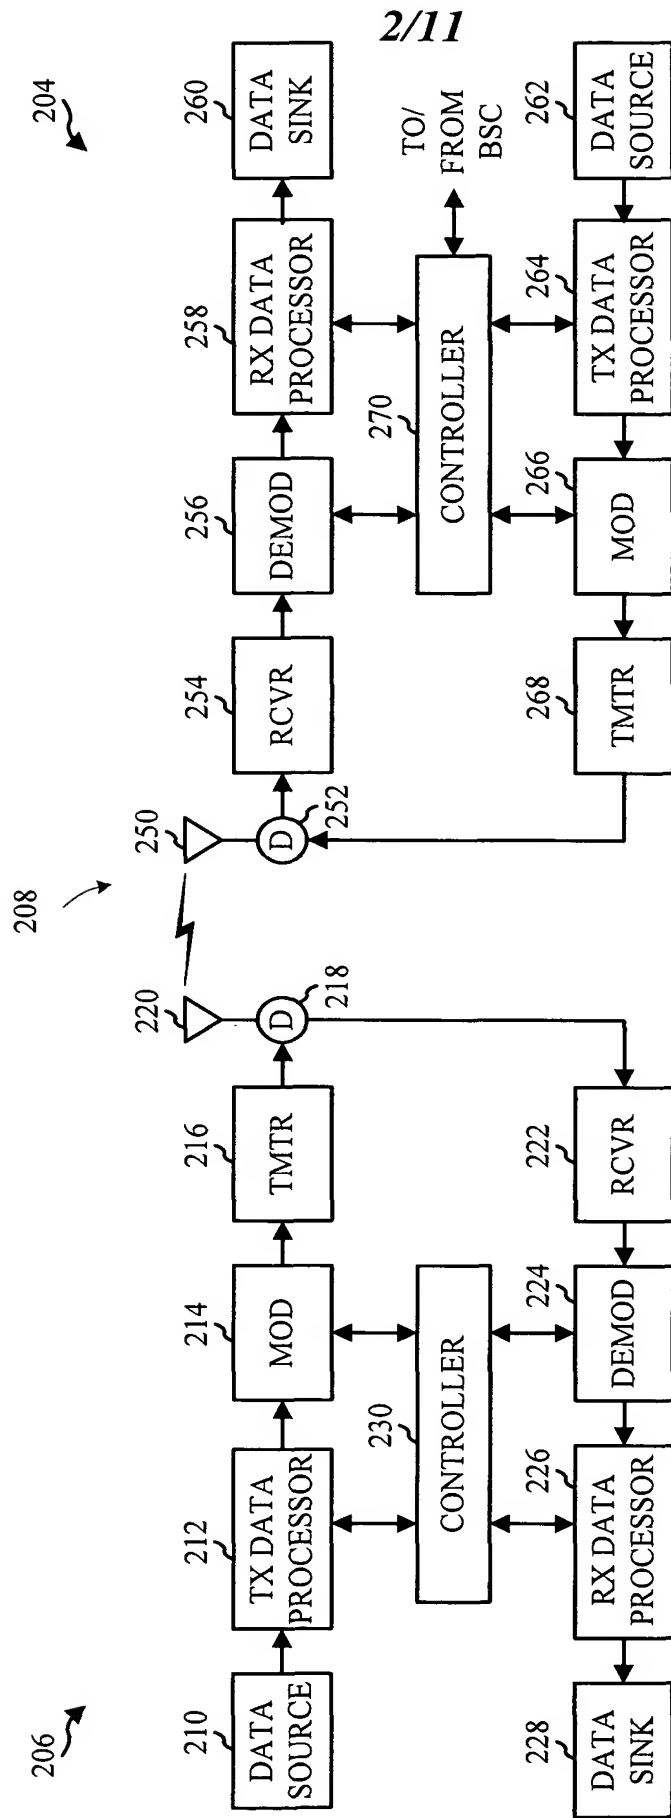 2/11
206
208
204
210
DATA
SOURCE
212
TX DATA
PROCESSOR
214
MOD
216
TMTR
220
D
218
250
D
252
254
RCVR
256
DEMOD
258
RX DATA
PROCESSOR
260
DATA
SINK
230
CONTROLLER
270
CONTROLLER
TO/
FROM
BSC
228
DATA
SINK
226
RX DATA
PROCESSOR
224
DEMOD
222
RCVR
268
TMTR
266
MOD
264
TX DATA
PROCESSOR
262
DATA
SOURCE